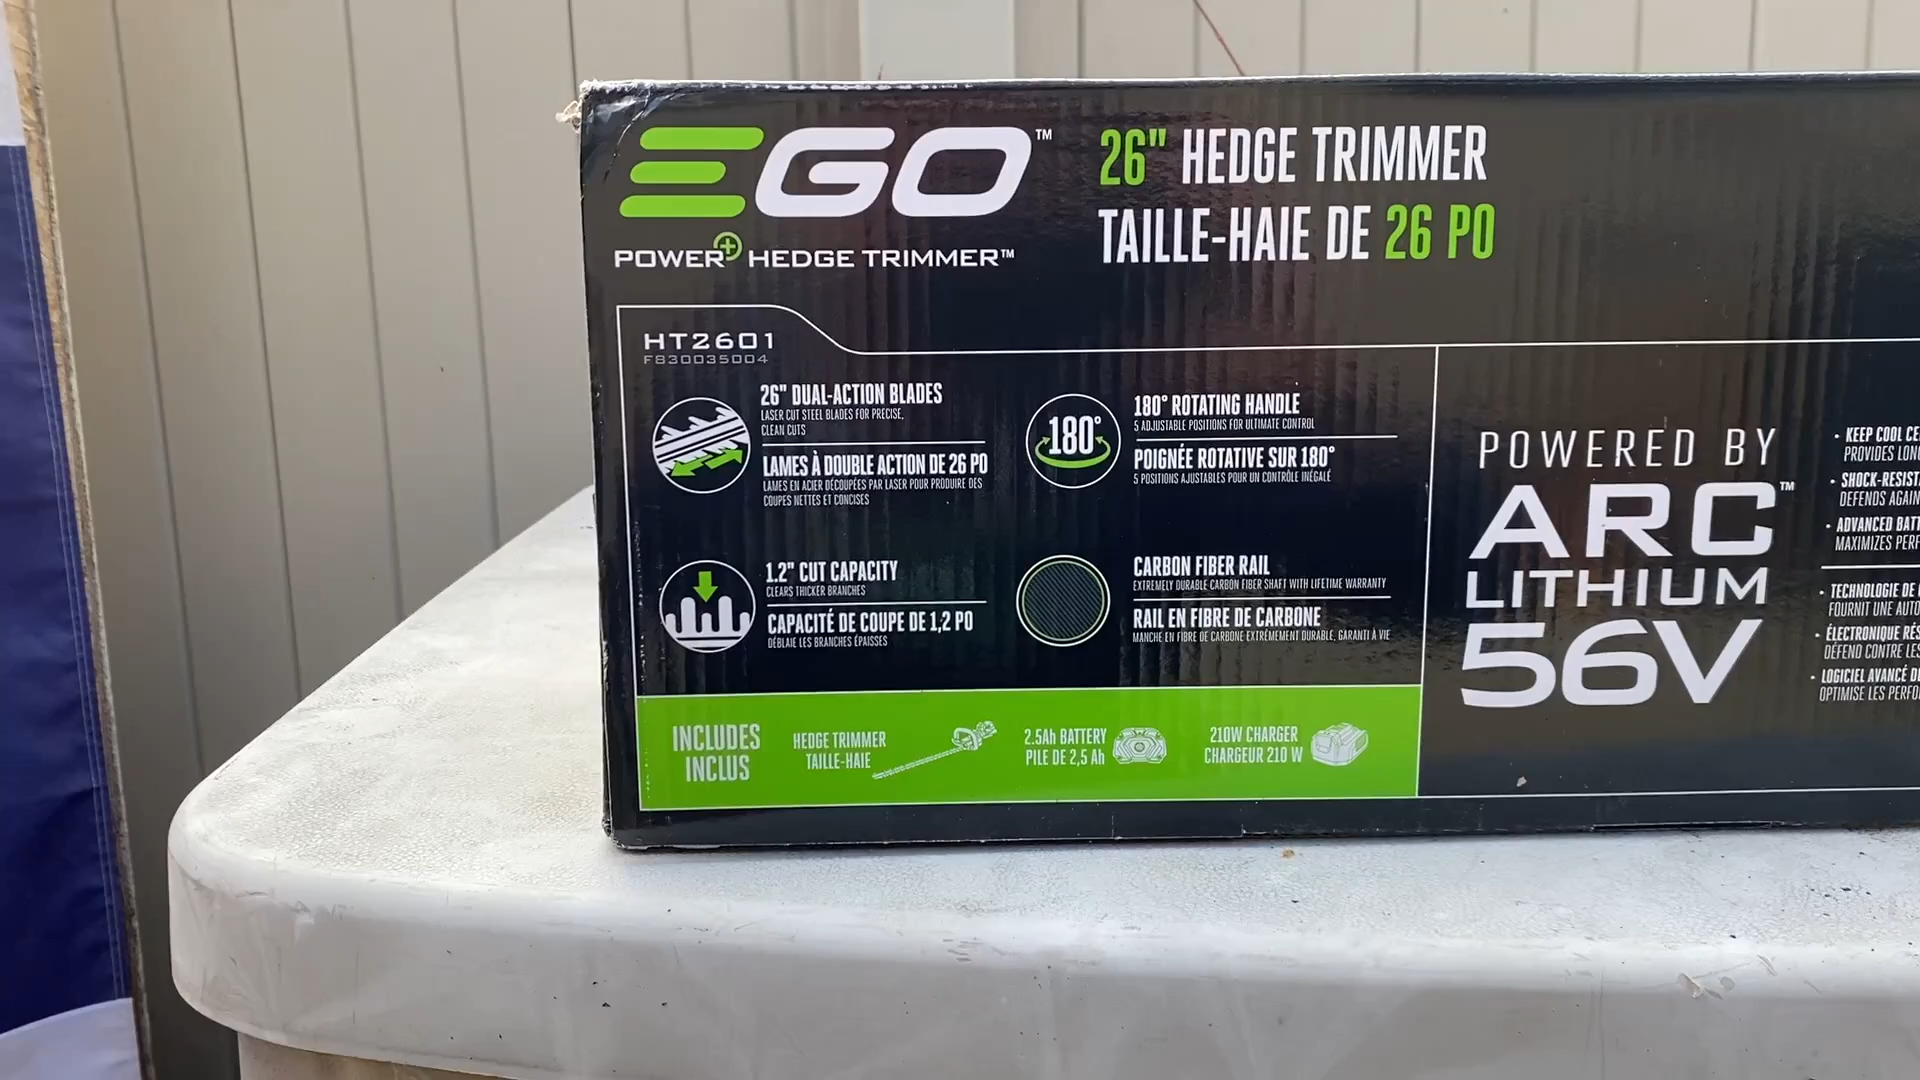 EGO™
POWER+ HEDGE TRIMMER™
26" HEDGE TRIMMER
TAILLE-HAIE DE 26 PO
HT2601
F830035004
26" DUAL-ACTION BLADES
LASER CUT STEEL BLADES FOR PRECISE,
CLEAN CUTS
LAMES À DOUBLE ACTION DE 26 PO
LAMES EN ACIER DÉCOUPÉES PAR LASER POUR PRODUIRE DES
COUPES NETTES ET CONCISES
180°
180° ROTATING HANDLE
5 ADJUSTABLE POSITIONS FOR ULTIMATE CONTROL
POIGNÉE ROTATIVE SUR 180°
5 POSITIONS AJUSTABLES POUR UN CONTRÔLE INÉGALÉ
1.2" CUT CAPACITY
CLEARS THICKER BRANCHES
CAPACITÉ DE COUPE DE 1,2 PO
DÉBLAIE LES BRANCHES ÉPAISSES
CARBON FIBER RAIL
EXTREMELY DURABLE CARBON FIBER SHAFT WITH LIFETIME WARRANTY
RAIL EN FIBRE DE CARBONE
MANCHE EN FIBRE DE CARBONE EXTRÊMEMENT DURABLE, GARANTI À VIE
INCLUDES
INCLUS
HEDGE TRIMMER
TAILLE-HAIE
2.5Ah BATTERY
PILE DE 2,5 Ah
210W CHARGER
CHARGEUR 210 W
POWERED BY
ARC™
LITHIUM
56V
• KEEP COOL
PROVIDES
• SHOCK-RESIST
DEFENDS
• ADVANCED
MAXIMIZES
• TECHNOLOGIE DE
FOURNIT UNE
• ÉLECTRONIQUE
DÉFEND CONTRE LES
• LOGICIEL AVANCÉ
OPTIMISE LES